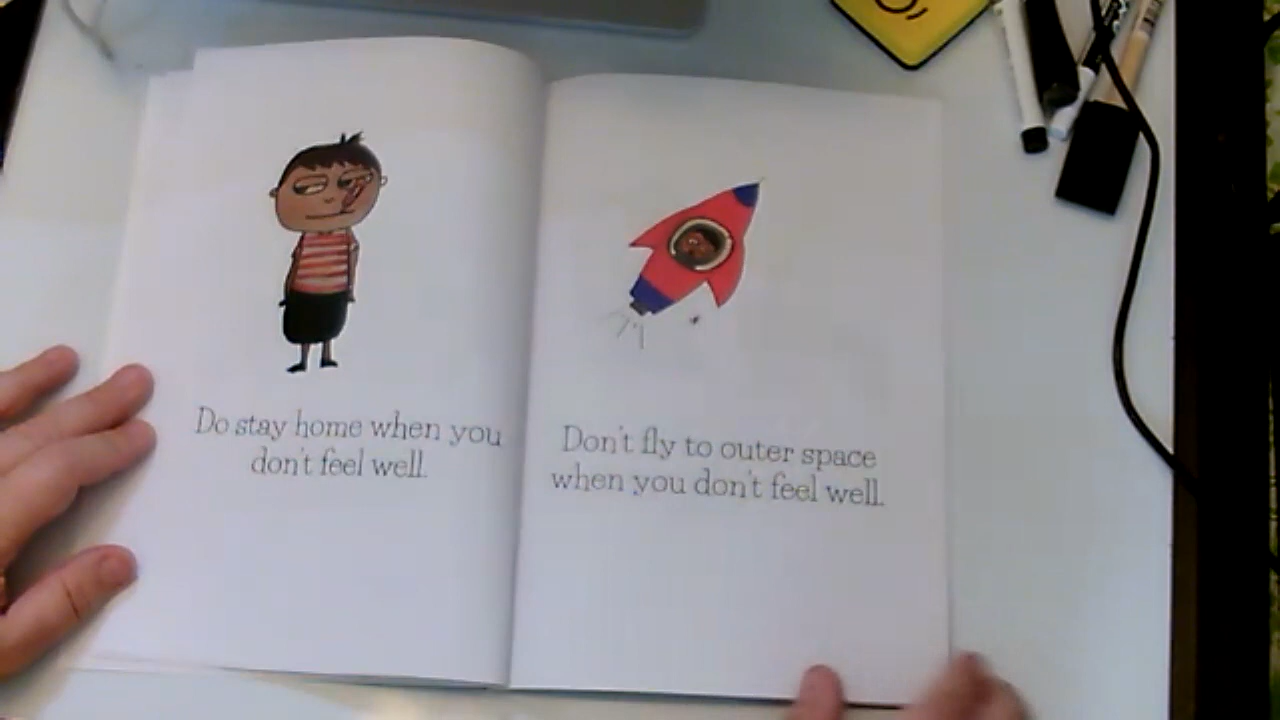 Do stay home when you
don't feel well.
Don't fly to outer space
when you don't feel well.